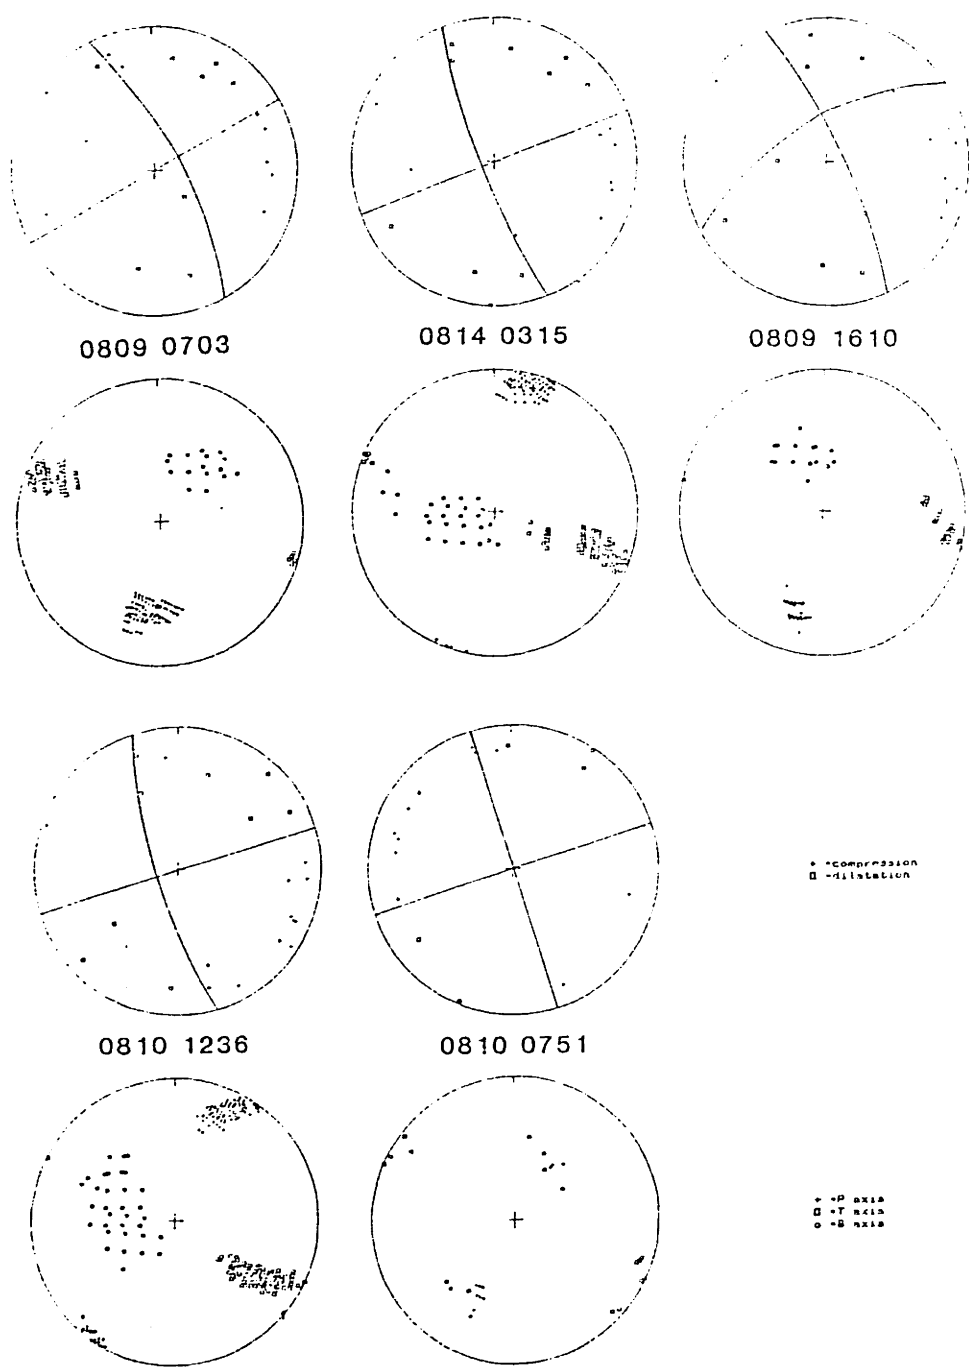 0809 0703
0814 0315
0809 1610
• =compression
□ =dilatation
0810 1236
0810 0751
+ =P axis
□ =T axis
o =B axis